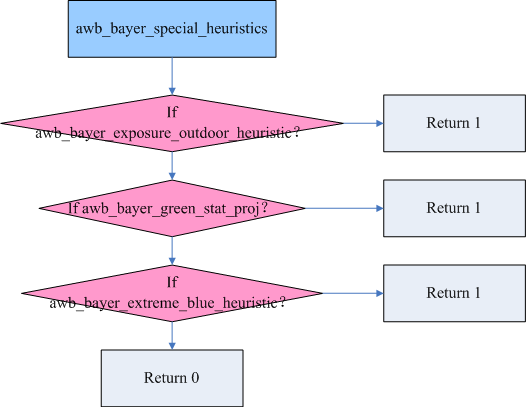 awb_bayer_special_heuristics
If
awb_bayer_exposure_outdoor_heuristic?
Return 1
If awb_bayer_green_stat_proj?
Return 1
If
awb_bayer_extreme_blue_heuristic?
Return 1
Return 0